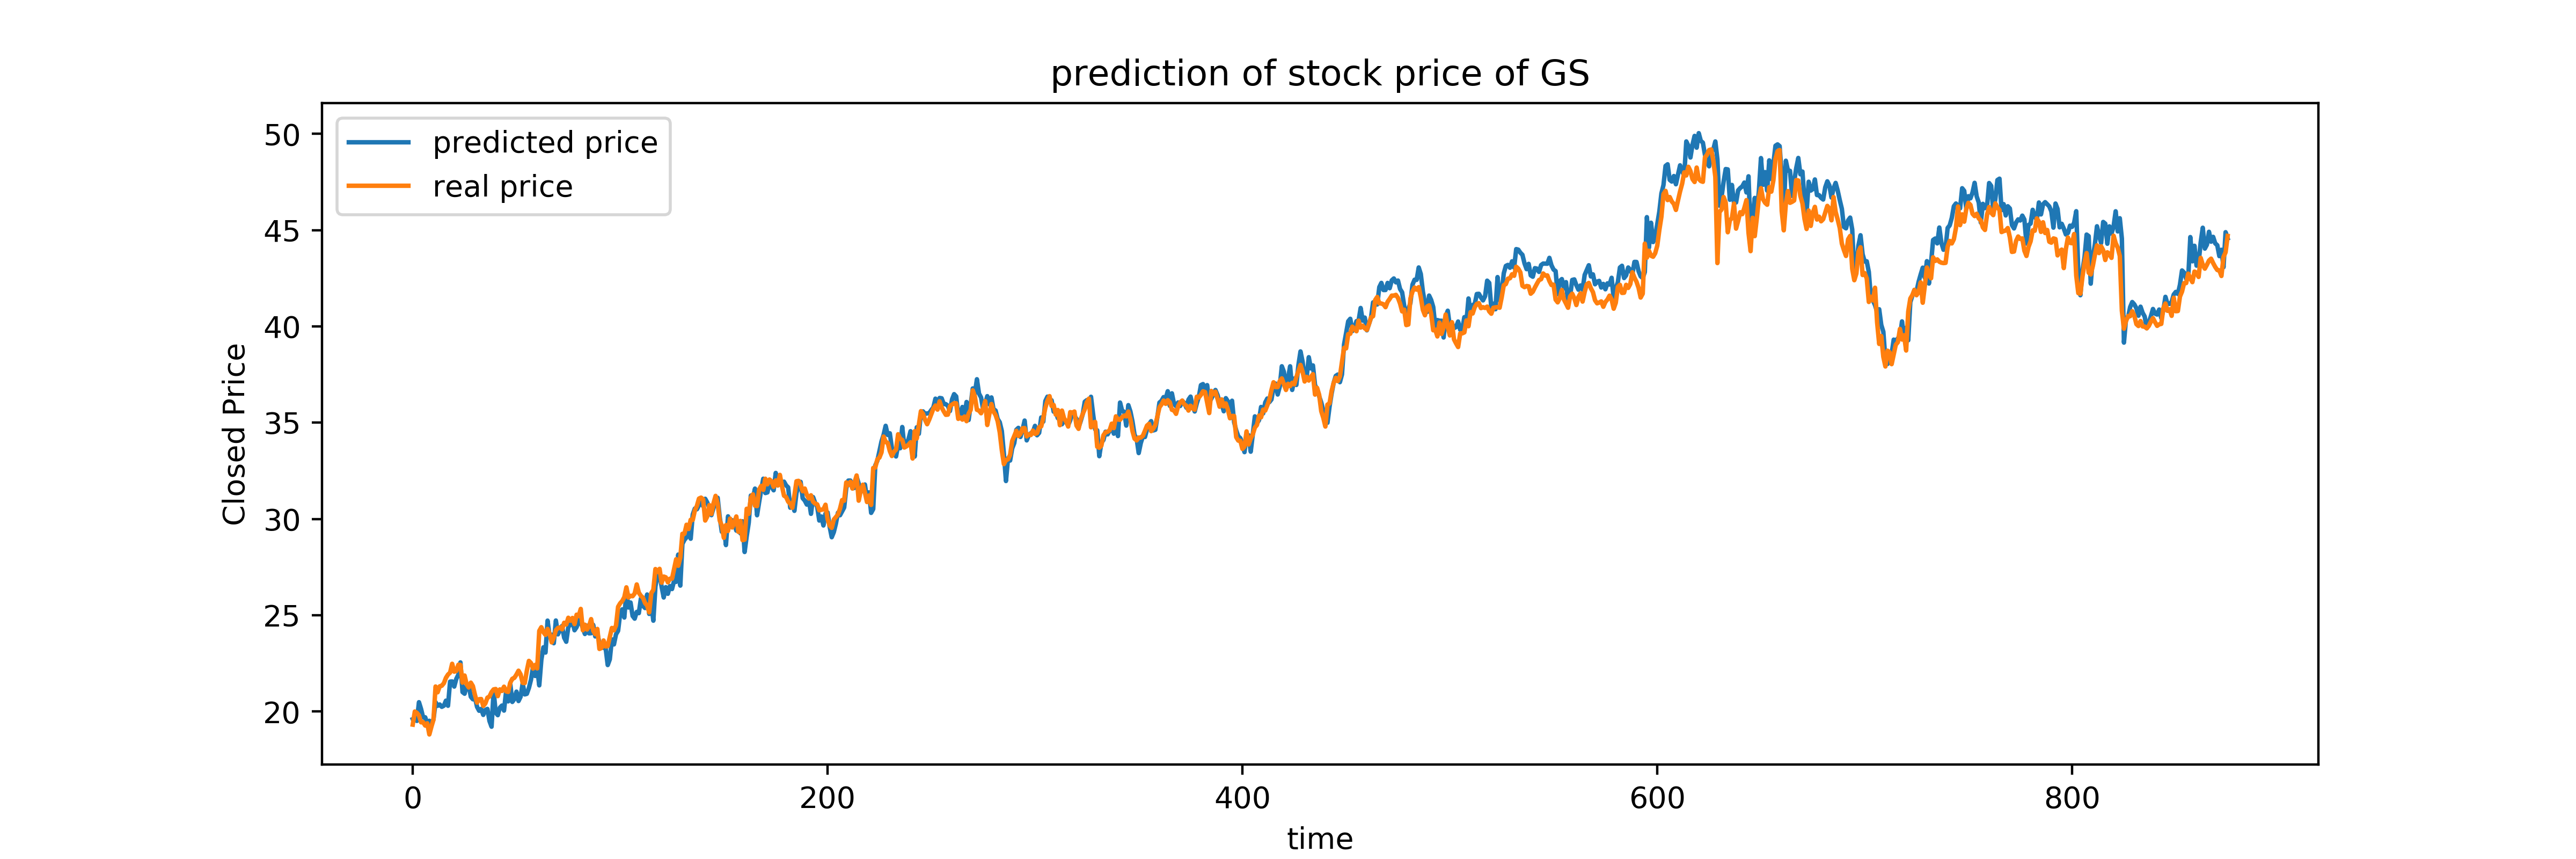 prediction of stock price of GS
predicted price
real price
50
45
40
35
30
25
20
Closed Price
0 200 400 600 800
time